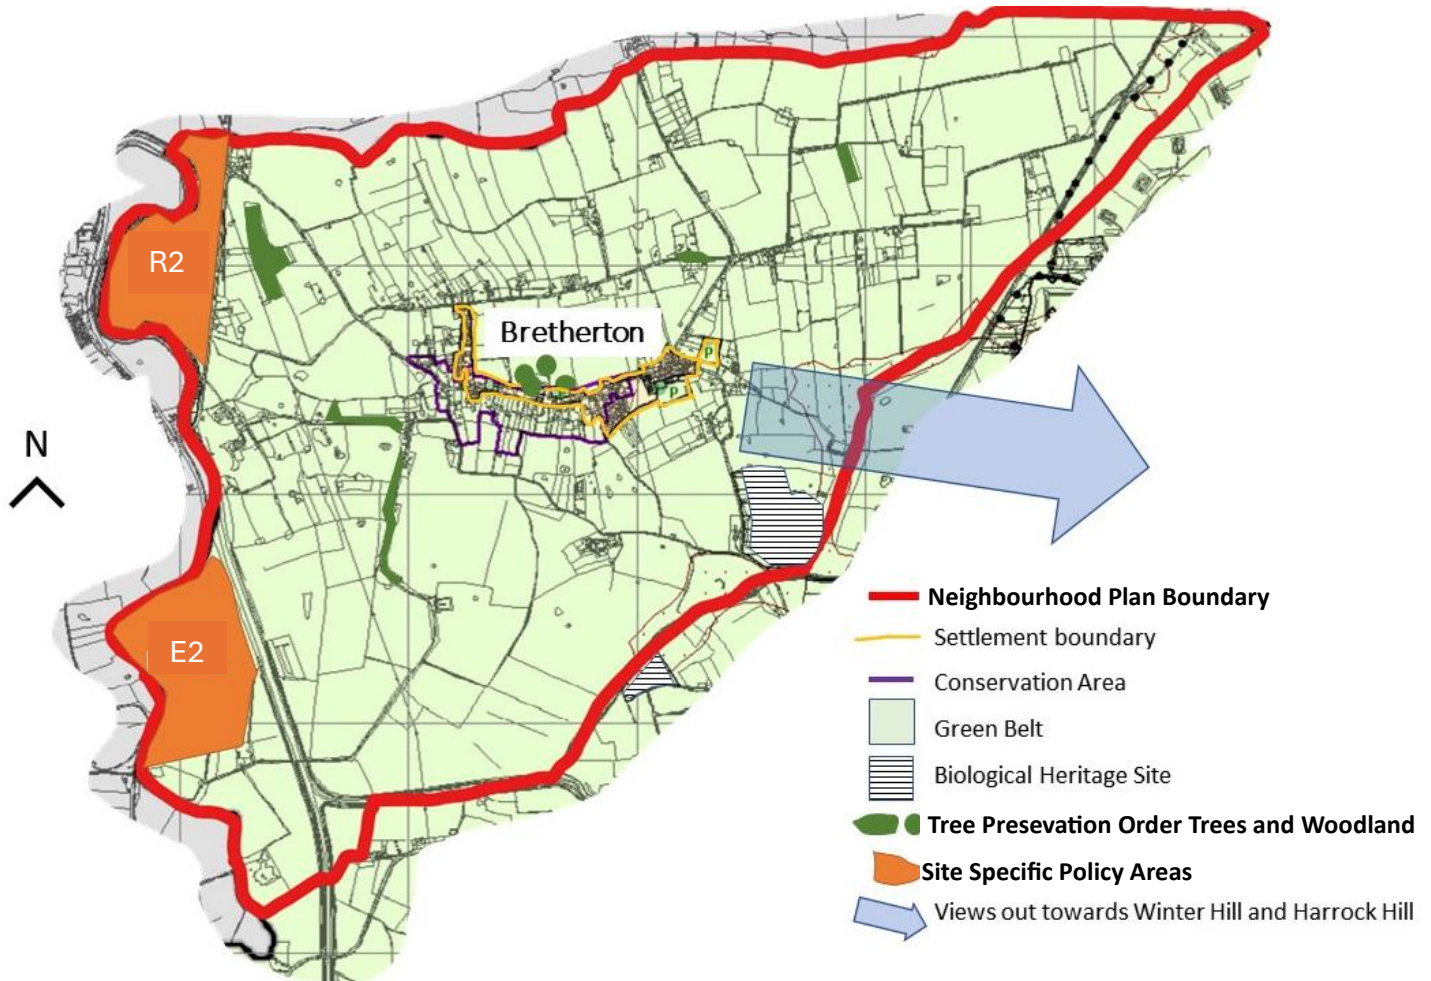 R2
Bretherton
P
P
N
E2
Neighbourhood Plan Boundary
Settlement boundary
Conservation Area
Green Belt
Biological Heritage Site
Tree Presevation Order Trees and Woodland
Site Specific Policy Areas
Views out towards Winter Hill and Harrock Hill